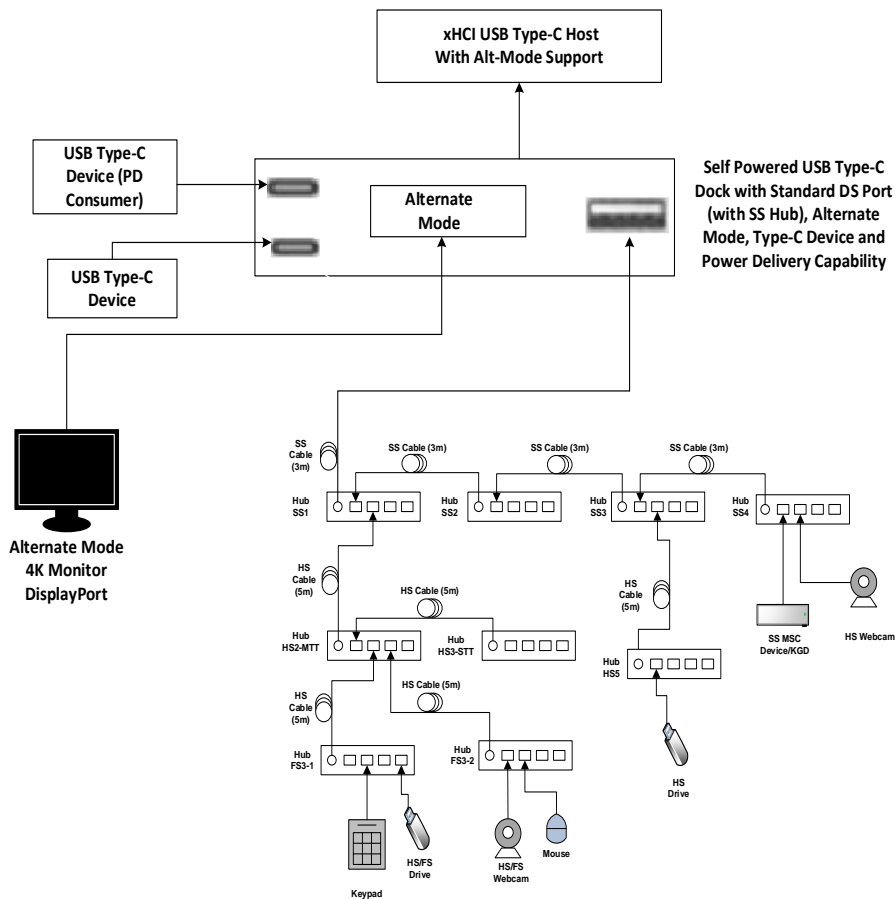 xHCI USB Type-C Host
With Alt-Mode Support
USB Type-C
Device (PD
Consumer)
USB Type-C
Device
Alternate
Mode
Self Powered USB Type-C
Dock with Standard DS Port
(with SS Hub), Alternate
Mode, Type-C Device and
Power Delivery Capability
Alternate Mode
4K Monitor
DisplayPort
SS
Cable
(3m)
SS Cable (3m)
SS Cable (3m)
SS Cable (3m)
Hub
SS1
Hub
SS2
Hub
SS3
Hub
SS4
HS
Cable
(5m)
HS Cable (5m)
HS
Cable
(5m)
SS MSC
Device/KGD
HS Webcam
Hub
HS2-MTT
Hub
HS3-STT
Hub
HS5
HS
Cable
(5m)
HS Cable (5m)
Hub
FS3-1
Hub
FS3-2
HS
Drive
Keypad
HS/FS
Drive
HS/FS
Webcam
Mouse